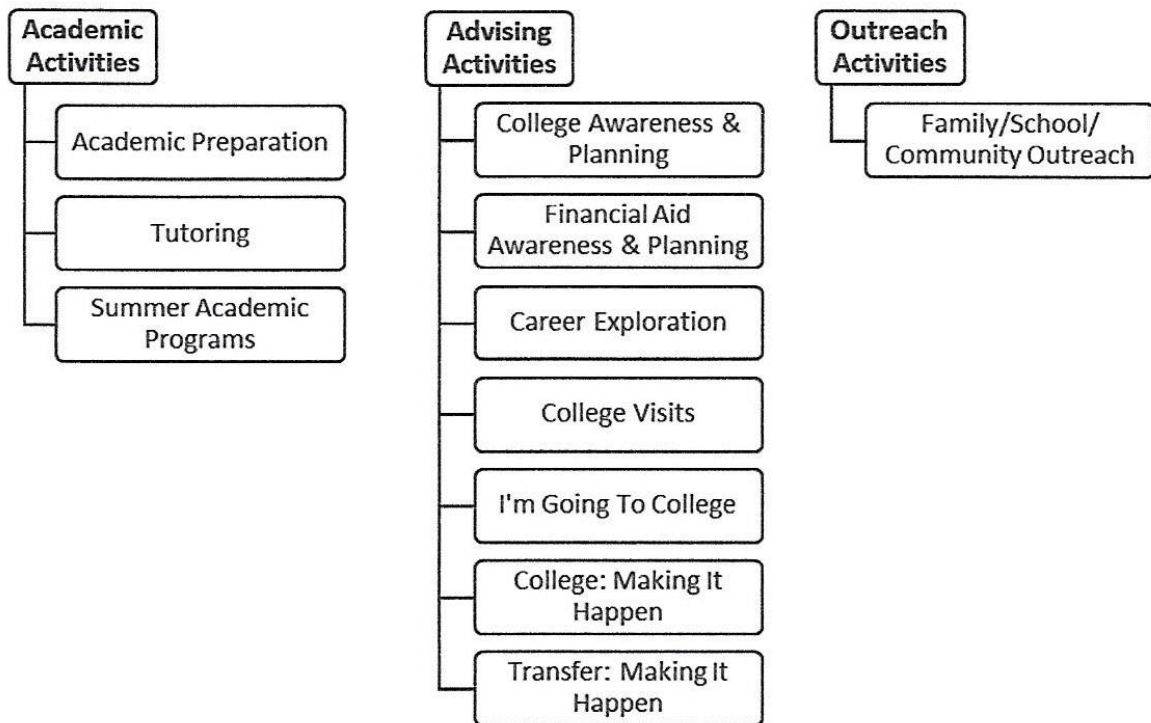 Academic
Activities
Academic Preparation
Tutoring
Summer Academic
Programs
Advising
Activities
College Awareness &
Planning
Financial Aid
Awareness & Planning
Career Exploration
College Visits
I'm Going To College
College: Making It
Happen
Transfer: Making It
Happen
Outreach
Activities
Family/School/
Community Outreach